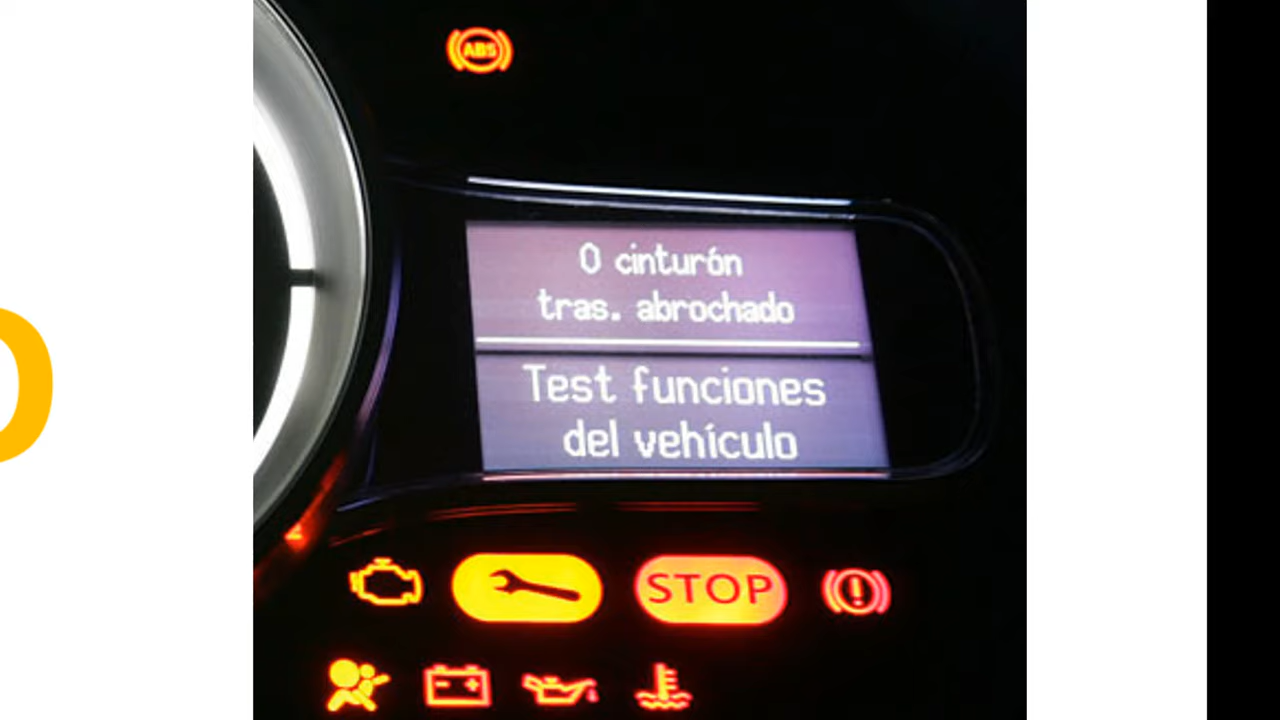 ABS
0 cinturón
tras. abrochado
Test funciones
del vehículo
STOP